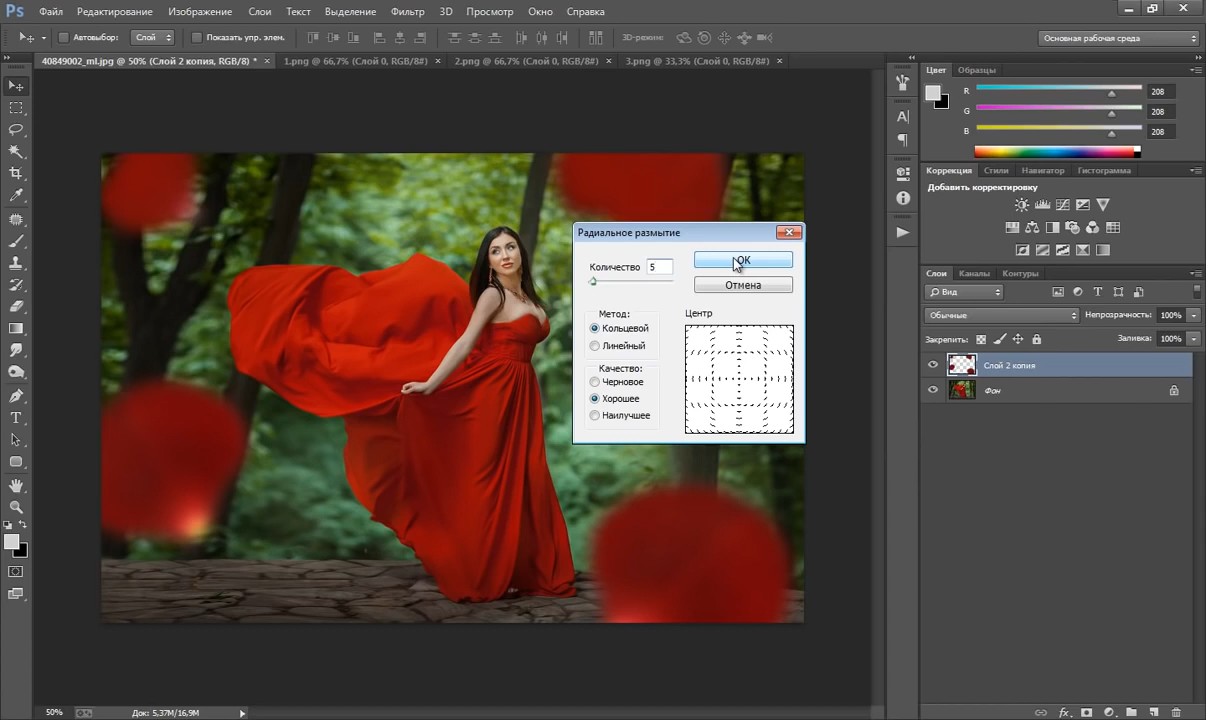 Ps Файл Редактирование Изображение Слои Текст Выделение Фильтр 3D Просмотр Окно Справка
Автовыбор: Слой Показать упр. элем. 3D-режим: Основная рабочая среда
40849002_ml.jpg @ 50% (Слой 2 копия, RGB/8) * × 1.png @ 66,7% (Слой 0, RGB/8#) × 2.png @ 66,7% (Слой 0, RGB/8#) × 3.png @ 33,3% (Слой 0, RGB/8#) ×
Цвет Образцы
R 208
G 208
B 208
Коррекция Стили Навигатор Гистограмма
Добавить корректировку
Радиальное размытие
Количество 5
OK
Отмена
Метод:
Кольцевой
Линейный
Качество:
Черновое
Хорошее
Наилучшее
Центр
Слои Каналы Контуры
Вид
Обычные Непрозрачность: 100%
Закрепить: Заливка: 100%
Слой 2 копия
Фон
50% Док: 5,37M/16,9M